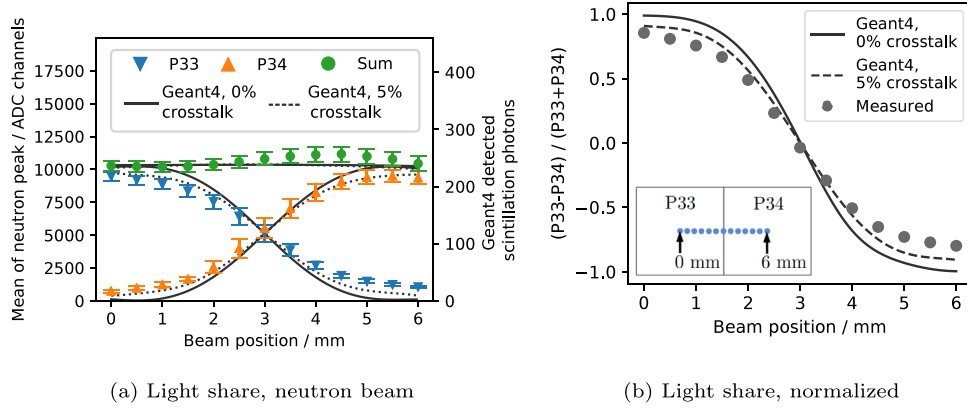 17500
15000
12500
10000
7500
5000
2500
0
Mean of neutron peak / ADC channels
P33 P34 Sum
Geant4, 0% crosstalk
Geant4, 5% crosstalk
400
300
200
100
0
Geant4 detected
scintillation photons
0 1 2 3 4 5 6
Beam position / mm
(a) Light share, neutron beam
1.0
0.5
0.0
−0.5
−1.0
(P33-P34) / (P33+P34)
Geant4,
0% crosstalk
Geant4,
5% crosstalk
Measured
P33 P34
0 mm 6 mm
0 1 2 3 4 5 6
Beam position / mm
(b) Light share, normalized